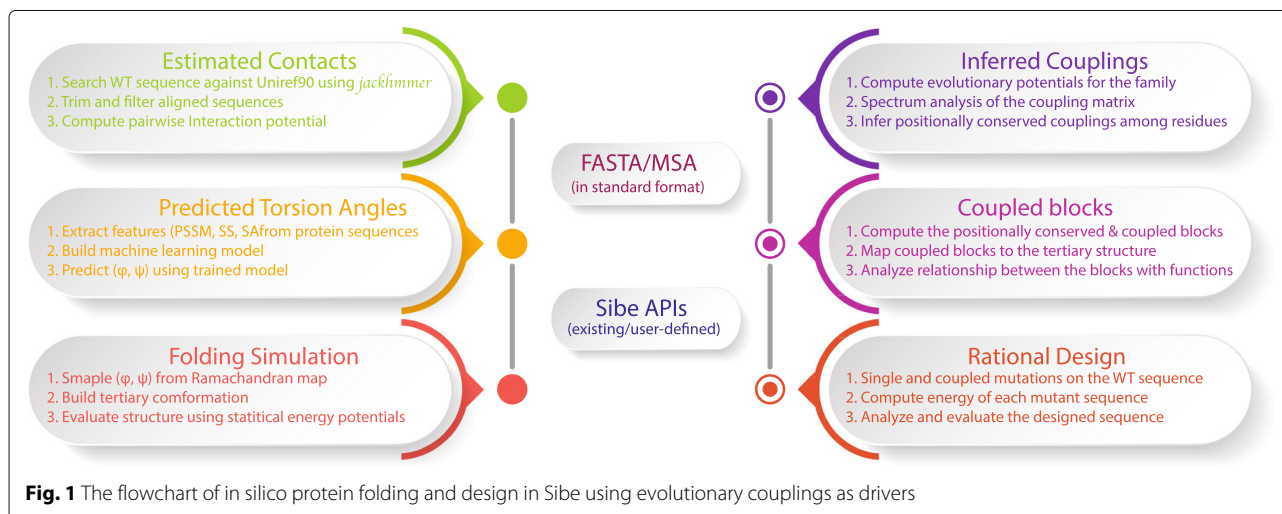 Estimated Contacts
1. Search WT sequence against Uniref90 using jackhmmer
2. Trim and filter aligned sequences
3. Compute pairwise Interaction potential
Predicted Torsion Angles
1. Extract features (PSSM, SS, SAfrom protein sequences
2. Build machine learning model
3. Predict (φ, ψ) using trained model
Folding Simulation
1. Smaple (φ, ψ) from Ramachandran map
2. Build tertiary comformation
3. Evaluate structure using statitical energy potentials
FASTA/MSA
(in standard format)
Sibe APIs
(existing/user-defined)
Inferred Couplings
1. Compute evolutionary potentials for the family
2. Spectrum analysis of the coupling matrix
3. Infer positionally conserved couplings among residues
Coupled blocks
1. Compute the positionally conserved & coupled blocks
2. Map coupled blocks to the tertiary structure
3. Analyze relationship between the blocks with functions
Rational Design
1. Single and coupled mutations on the WT sequence
2. Compute energy of each mutant sequence
3. Analyze and evaluate the designed sequence
Fig. 1 The flowchart of in silico protein folding and design in Sibe using evolutionary couplings as drivers